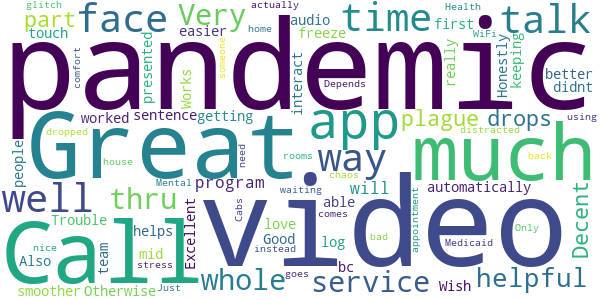 glitch part face Very time talk actually Health
home audio easier first WiFi
touch freeze
comfort presented someone interact really Honestly keeping better didnt
pandemic
Works Depends
worked sentence getting app plague drops using
dropped distracted
Great much
people house need way rooms back
well thru program will automatically
Mental waiting chaos
Cabs able comes love Good log appointment
Call video Decent
Trouble Excellent Only
nice helps instead bad Medicaid
Also team mid stress whole goes bc service Wish helpful
smoother Otherwise Just